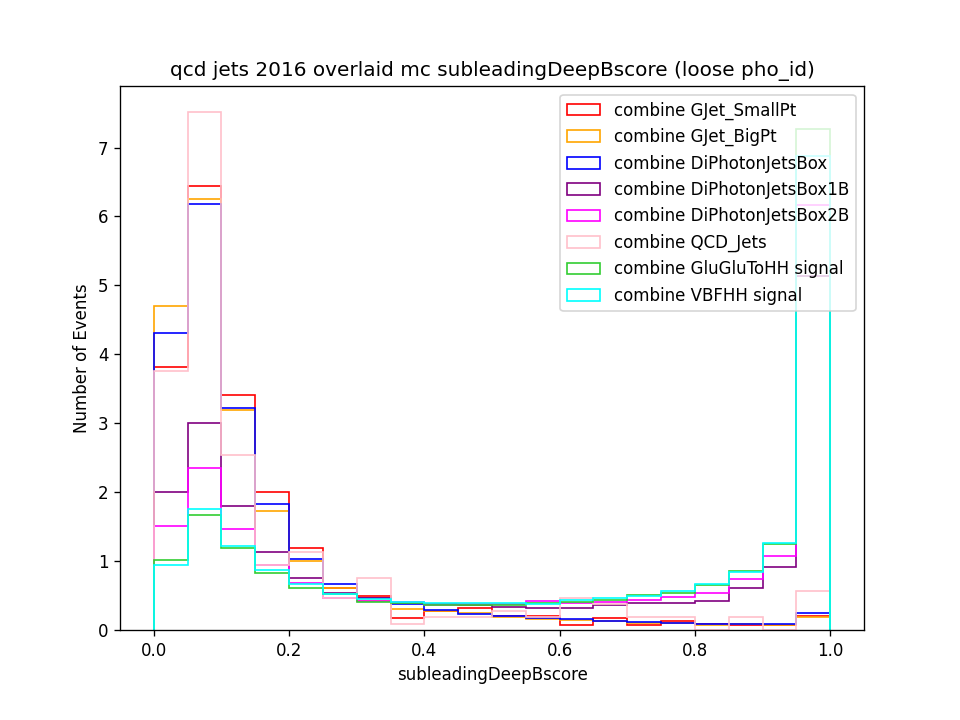 qcd jets 2016 overlaid mc subleadingDeepBscore (loose pho_id)
combine GJet_SmallPt
combine GJet_BigPt
combine DiPhotonJetsBox
combine DiPhotonJetsBox1B
combine DiPhotonJetsBox2B
combine QCD_Jets
combine GluGluToHH signal
combine VBFHH signal
Number of Events
7
6
5
4
3
2
1
0
0.0 0.2 0.4 0.6 0.8 1.0
subleadingDeepBscore